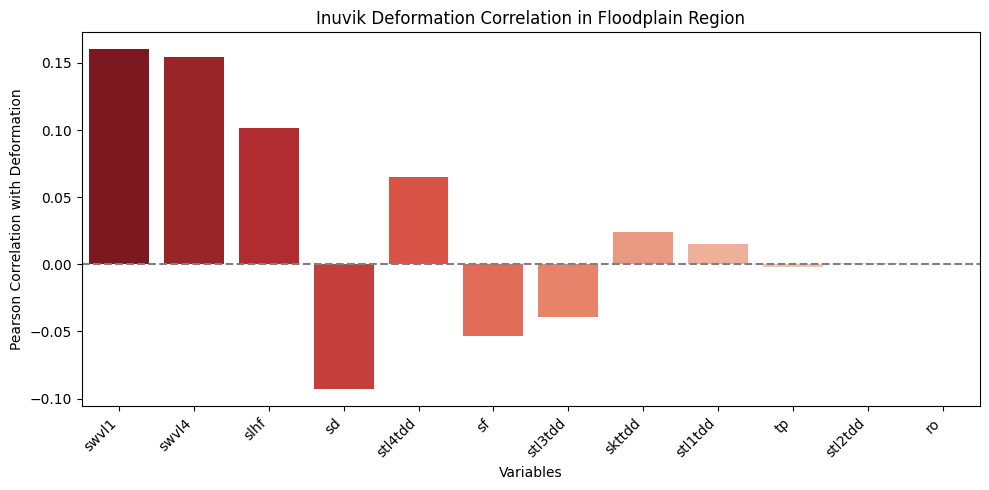 Inuvik Deformation Correlation in Floodplain Region
Pearson Correlation with Deformation
0.15
0.10
0.05
0.00
−0.05
−0.10
swvl1
swvl4
slhf
sd
stl4tdd
sf
stl3tdd
skttdd
stl1tdd
tp
stl2tdd
ro
Variables